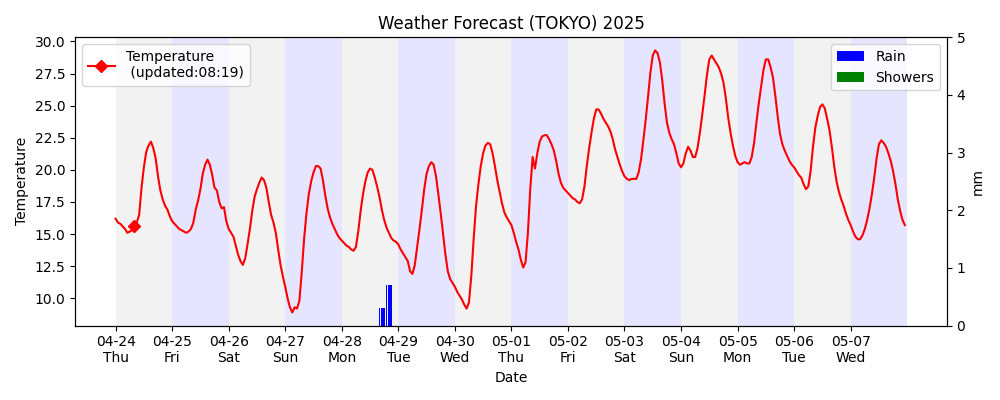 Weather Forecast (TOKYO) 2025
Temperature
(updated:08:19)
Rain
Showers
30.0
27.5
25.0
22.5
20.0
17.5
15.0
12.5
10.0
Temperature
5
4
3
2
1
0
mm
04-24 04-25 04-26 04-27 04-28 04-29 04-30 05-01 05-02 05-03 05-04 05-05 05-06 05-07
Thu Fri Sat Sun Mon Tue Wed Thu Fri Sat Sun Mon Tue Wed
Date